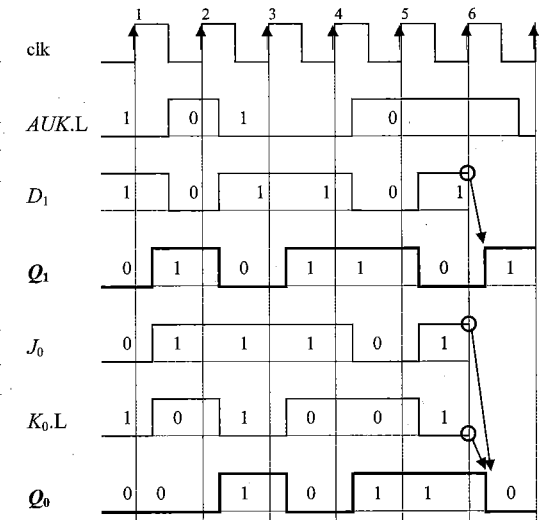 1 2 3 4 5 6
clk
AUK.L 1 0 1 0
D1 1 0 1 1 0 1
Q1 0 1 0 1 1 0 1
J0 0 1 1 1 0 1
K0.L 1 0 1 0 0 1
Q0 0 0 1 0 1 1 0